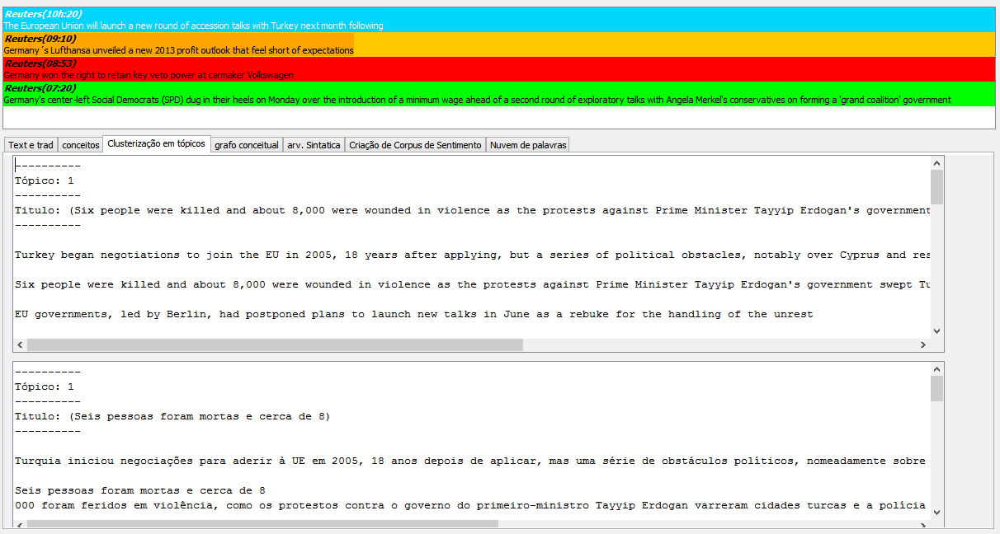 Reuters(10h:20)
The European Union will launch a new round of accession talks with Turkey next month following
Reuters(09:10)
Germany ´s Lufthansa unveiled a new 2013 profit outlook that feel short of expectations
Reuters(08:53)
Germany won the right to retain key veto power at carmaker Volkswagen
Reuters(07:20)
Germany's center-left Social Democrats (SPD) dug in their heels on Monday over the introduction of a minimum wage ahead of a second round of exploratory talks with Angela Merkel's conservatives on forming a 'grand coalition' government
Text e trad conceitos Clusterização em tópicos grafo conceitual arv. Sintatica Criação de Corpus de Sentimento Nuvem de palavras
----------
Tópico: 1
----------
Titulo: (Six people were killed and about 8,000 were wounded in violence as the protests against Prime Minister Tayyip Erdogan's government
----------
Turkey began negotiations to join the EU in 2005, 18 years after applying, but a series of political obstacles, notably over Cyprus and res
Six people were killed and about 8,000 were wounded in violence as the protests against Prime Minister Tayyip Erdogan's government swept Tu
EU governments, led by Berlin, had postponed plans to launch new talks in June as a rebuke for the handling of the unrest
----------
Tópico: 1
----------
Titulo: (Seis pessoas foram mortas e cerca de 8)
----------
Turquia iniciou negociações para aderir à UE em 2005, 18 anos depois de aplicar, mas uma série de obstáculos políticos, nomeadamente sobre
Seis pessoas foram mortas e cerca de 8
000 foram feridos em violência, como os protestos contra o governo do primeiro-ministro Tayyip Erdogan varreram cidades turcas e a polícia